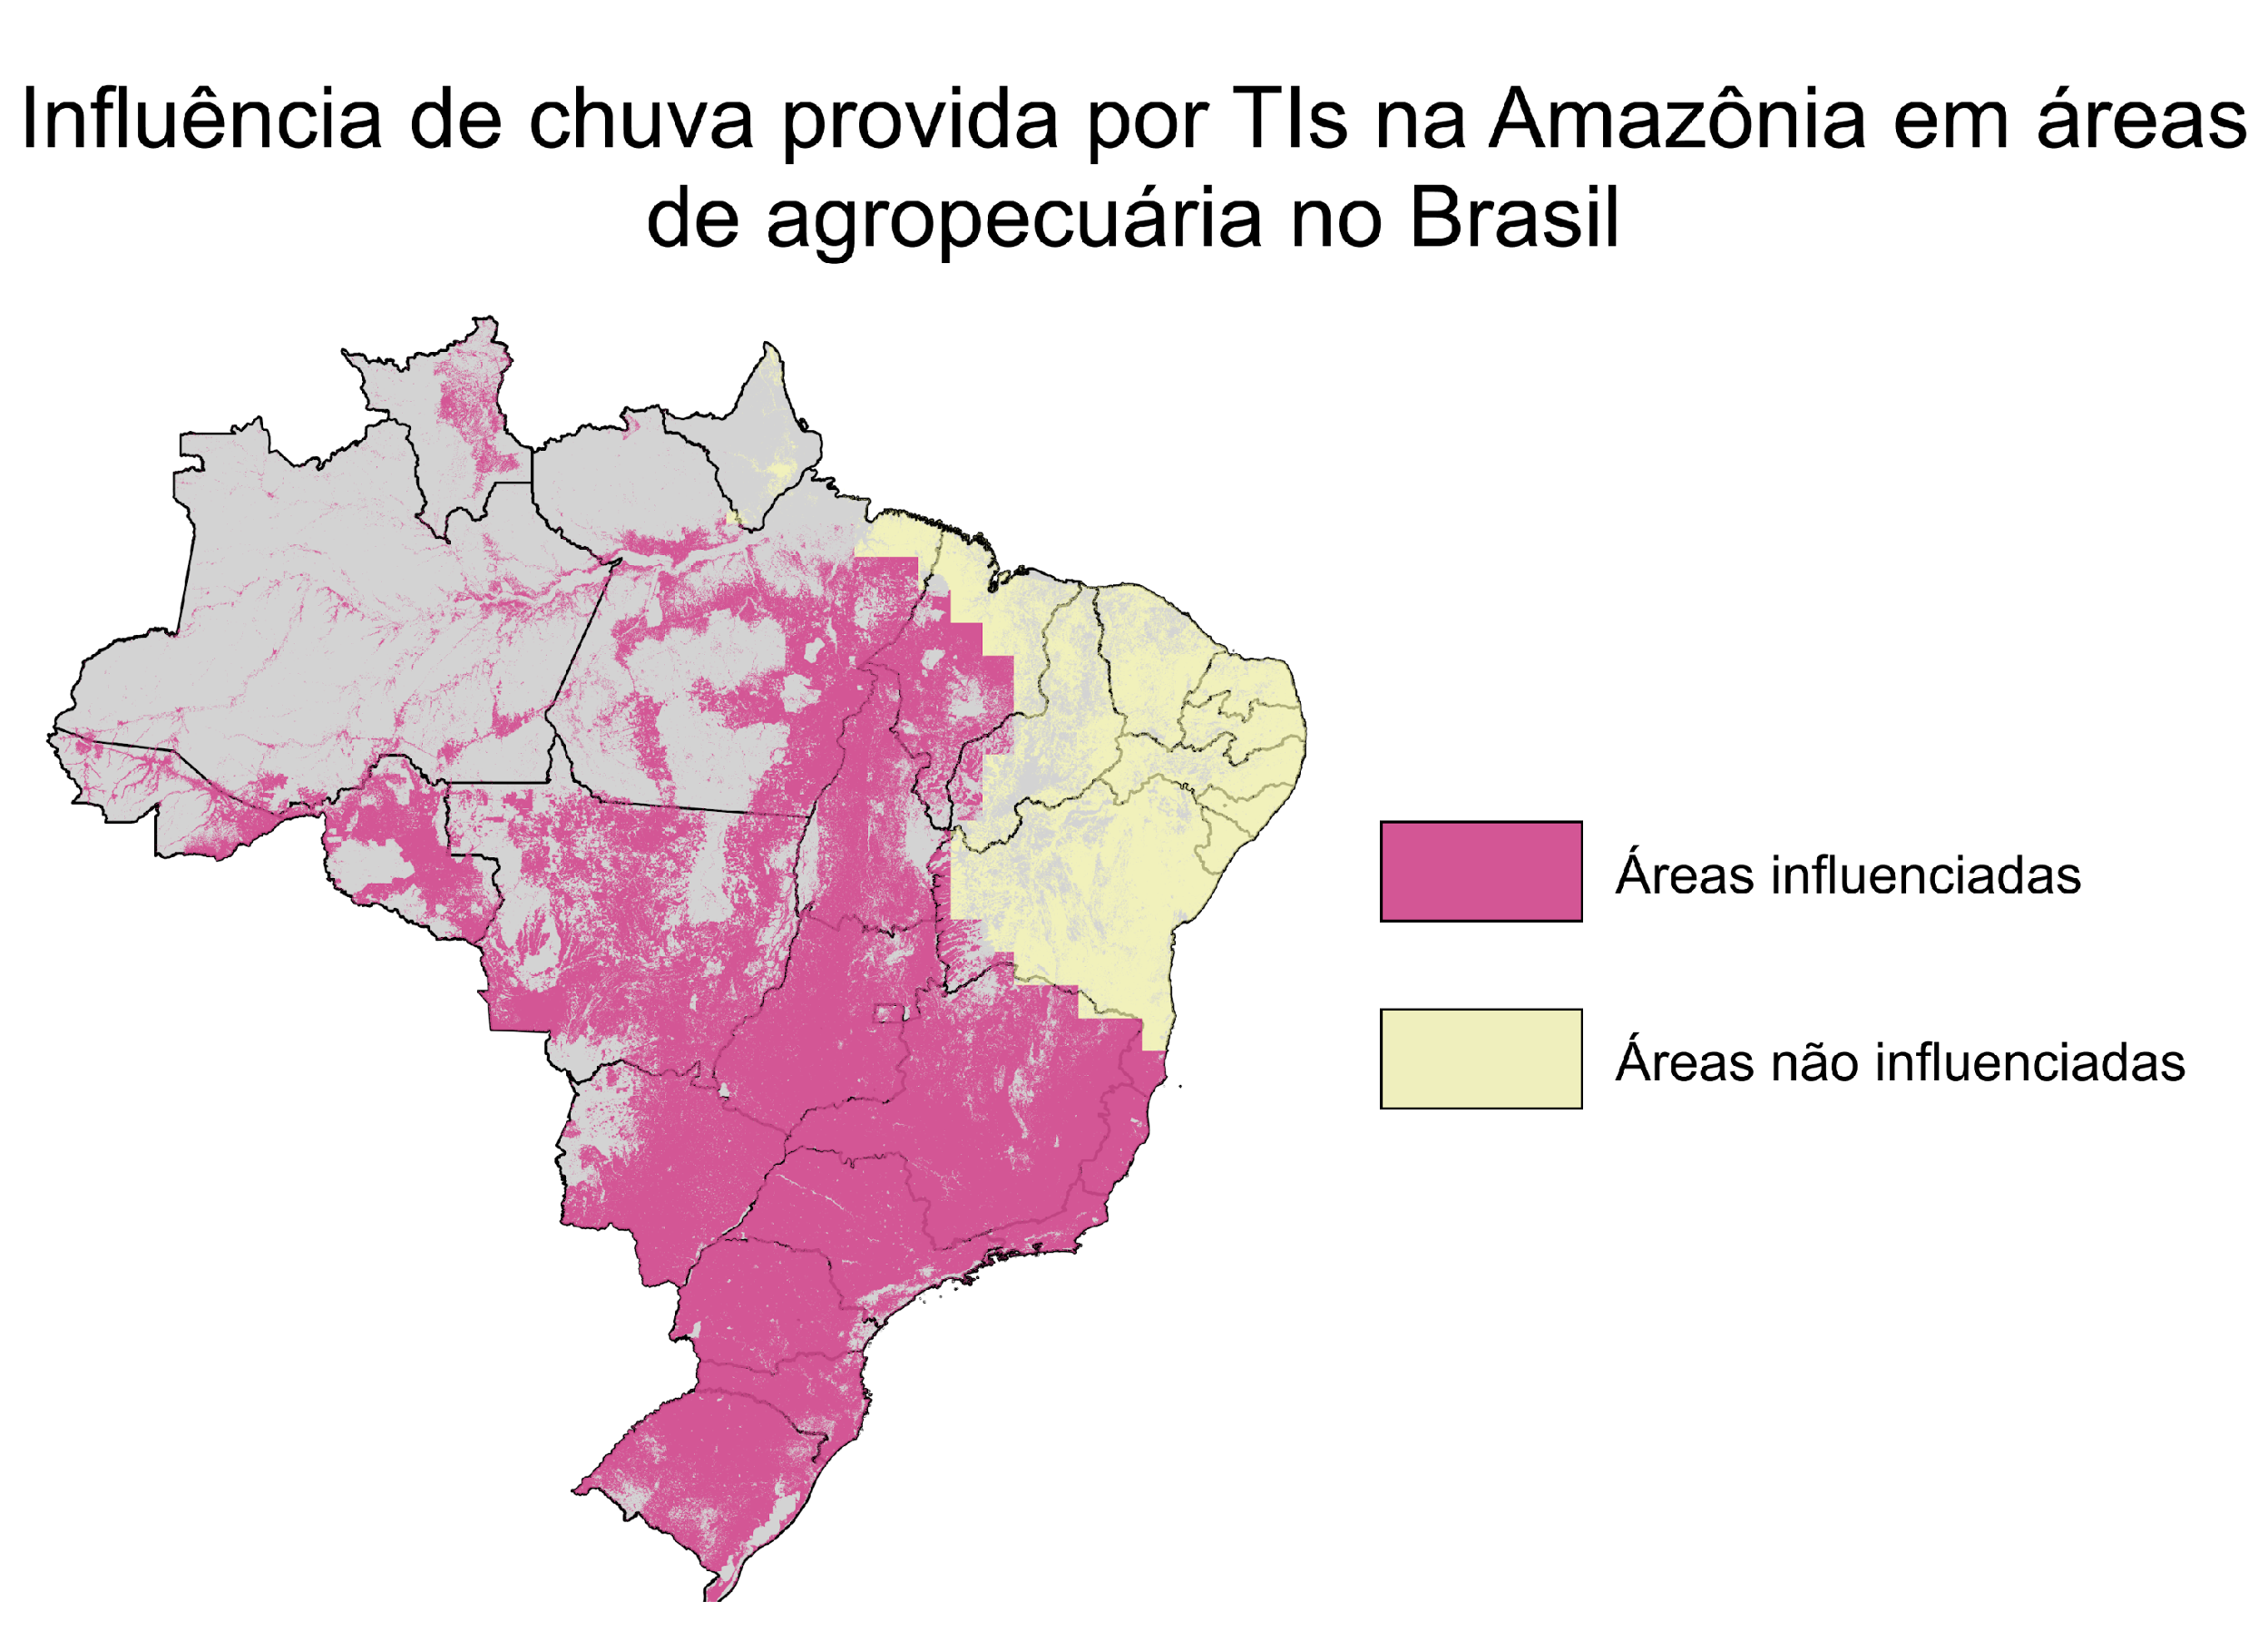 Influência de chuva provida por TIs na Amazônia em áreas
de agropecuária no Brasil
Áreas influenciadas
Áreas não influenciadas